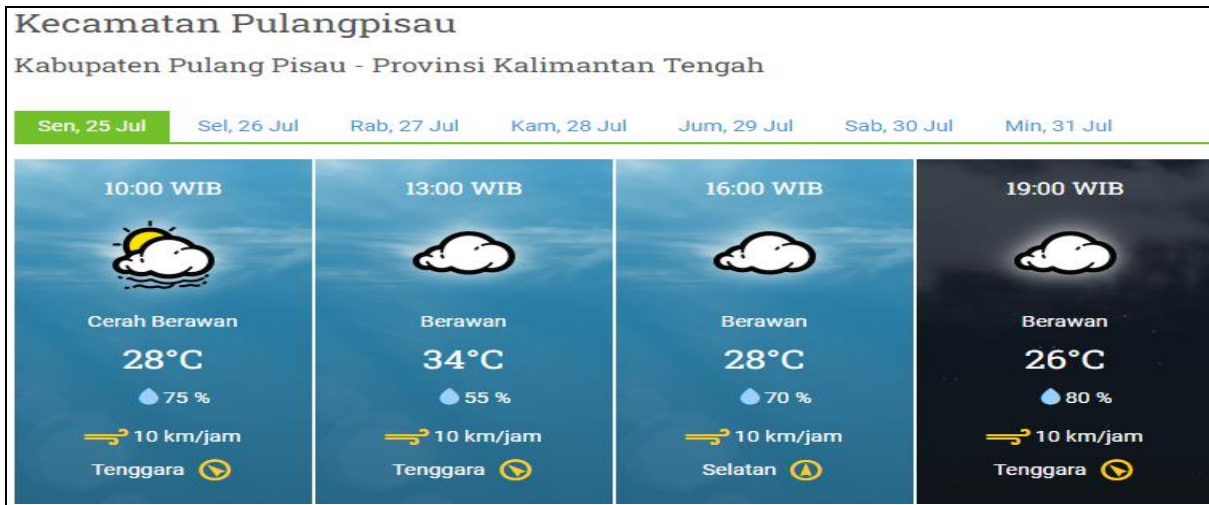 Kecamatan Pulangpisau
Kabupaten Pulang Pisau - Provinsi Kalimantan Tengah
Sen, 25 Jul Sel, 26 Jul Rab, 27 Jul Kam, 28 Jul Jum, 29 Jul Sab, 30 Jul Min, 31 Jul
10:00 WIB
Cerah Berawan
28°C
75 %
10 km/jam
Tenggara
13:00 WIB
Berawan
34°C
55 %
10 km/jam
Tenggara
16:00 WIB
Berawan
28°C
70 %
10 km/jam
Selatan
19:00 WIB
Berawan
26°C
80 %
10 km/jam
Tenggara